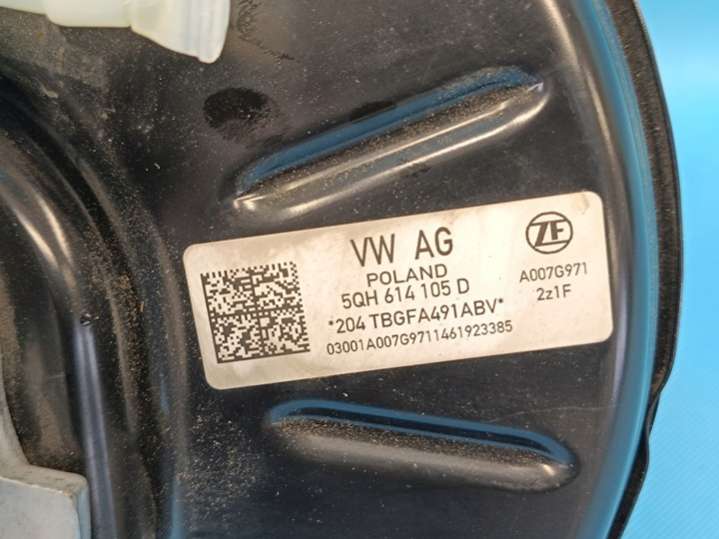 VW AG
POLAND
5QH 614 105 D
*204 TBGFA491ABV*
03001A007G9711461923385
ZF
A007G971
2z1F